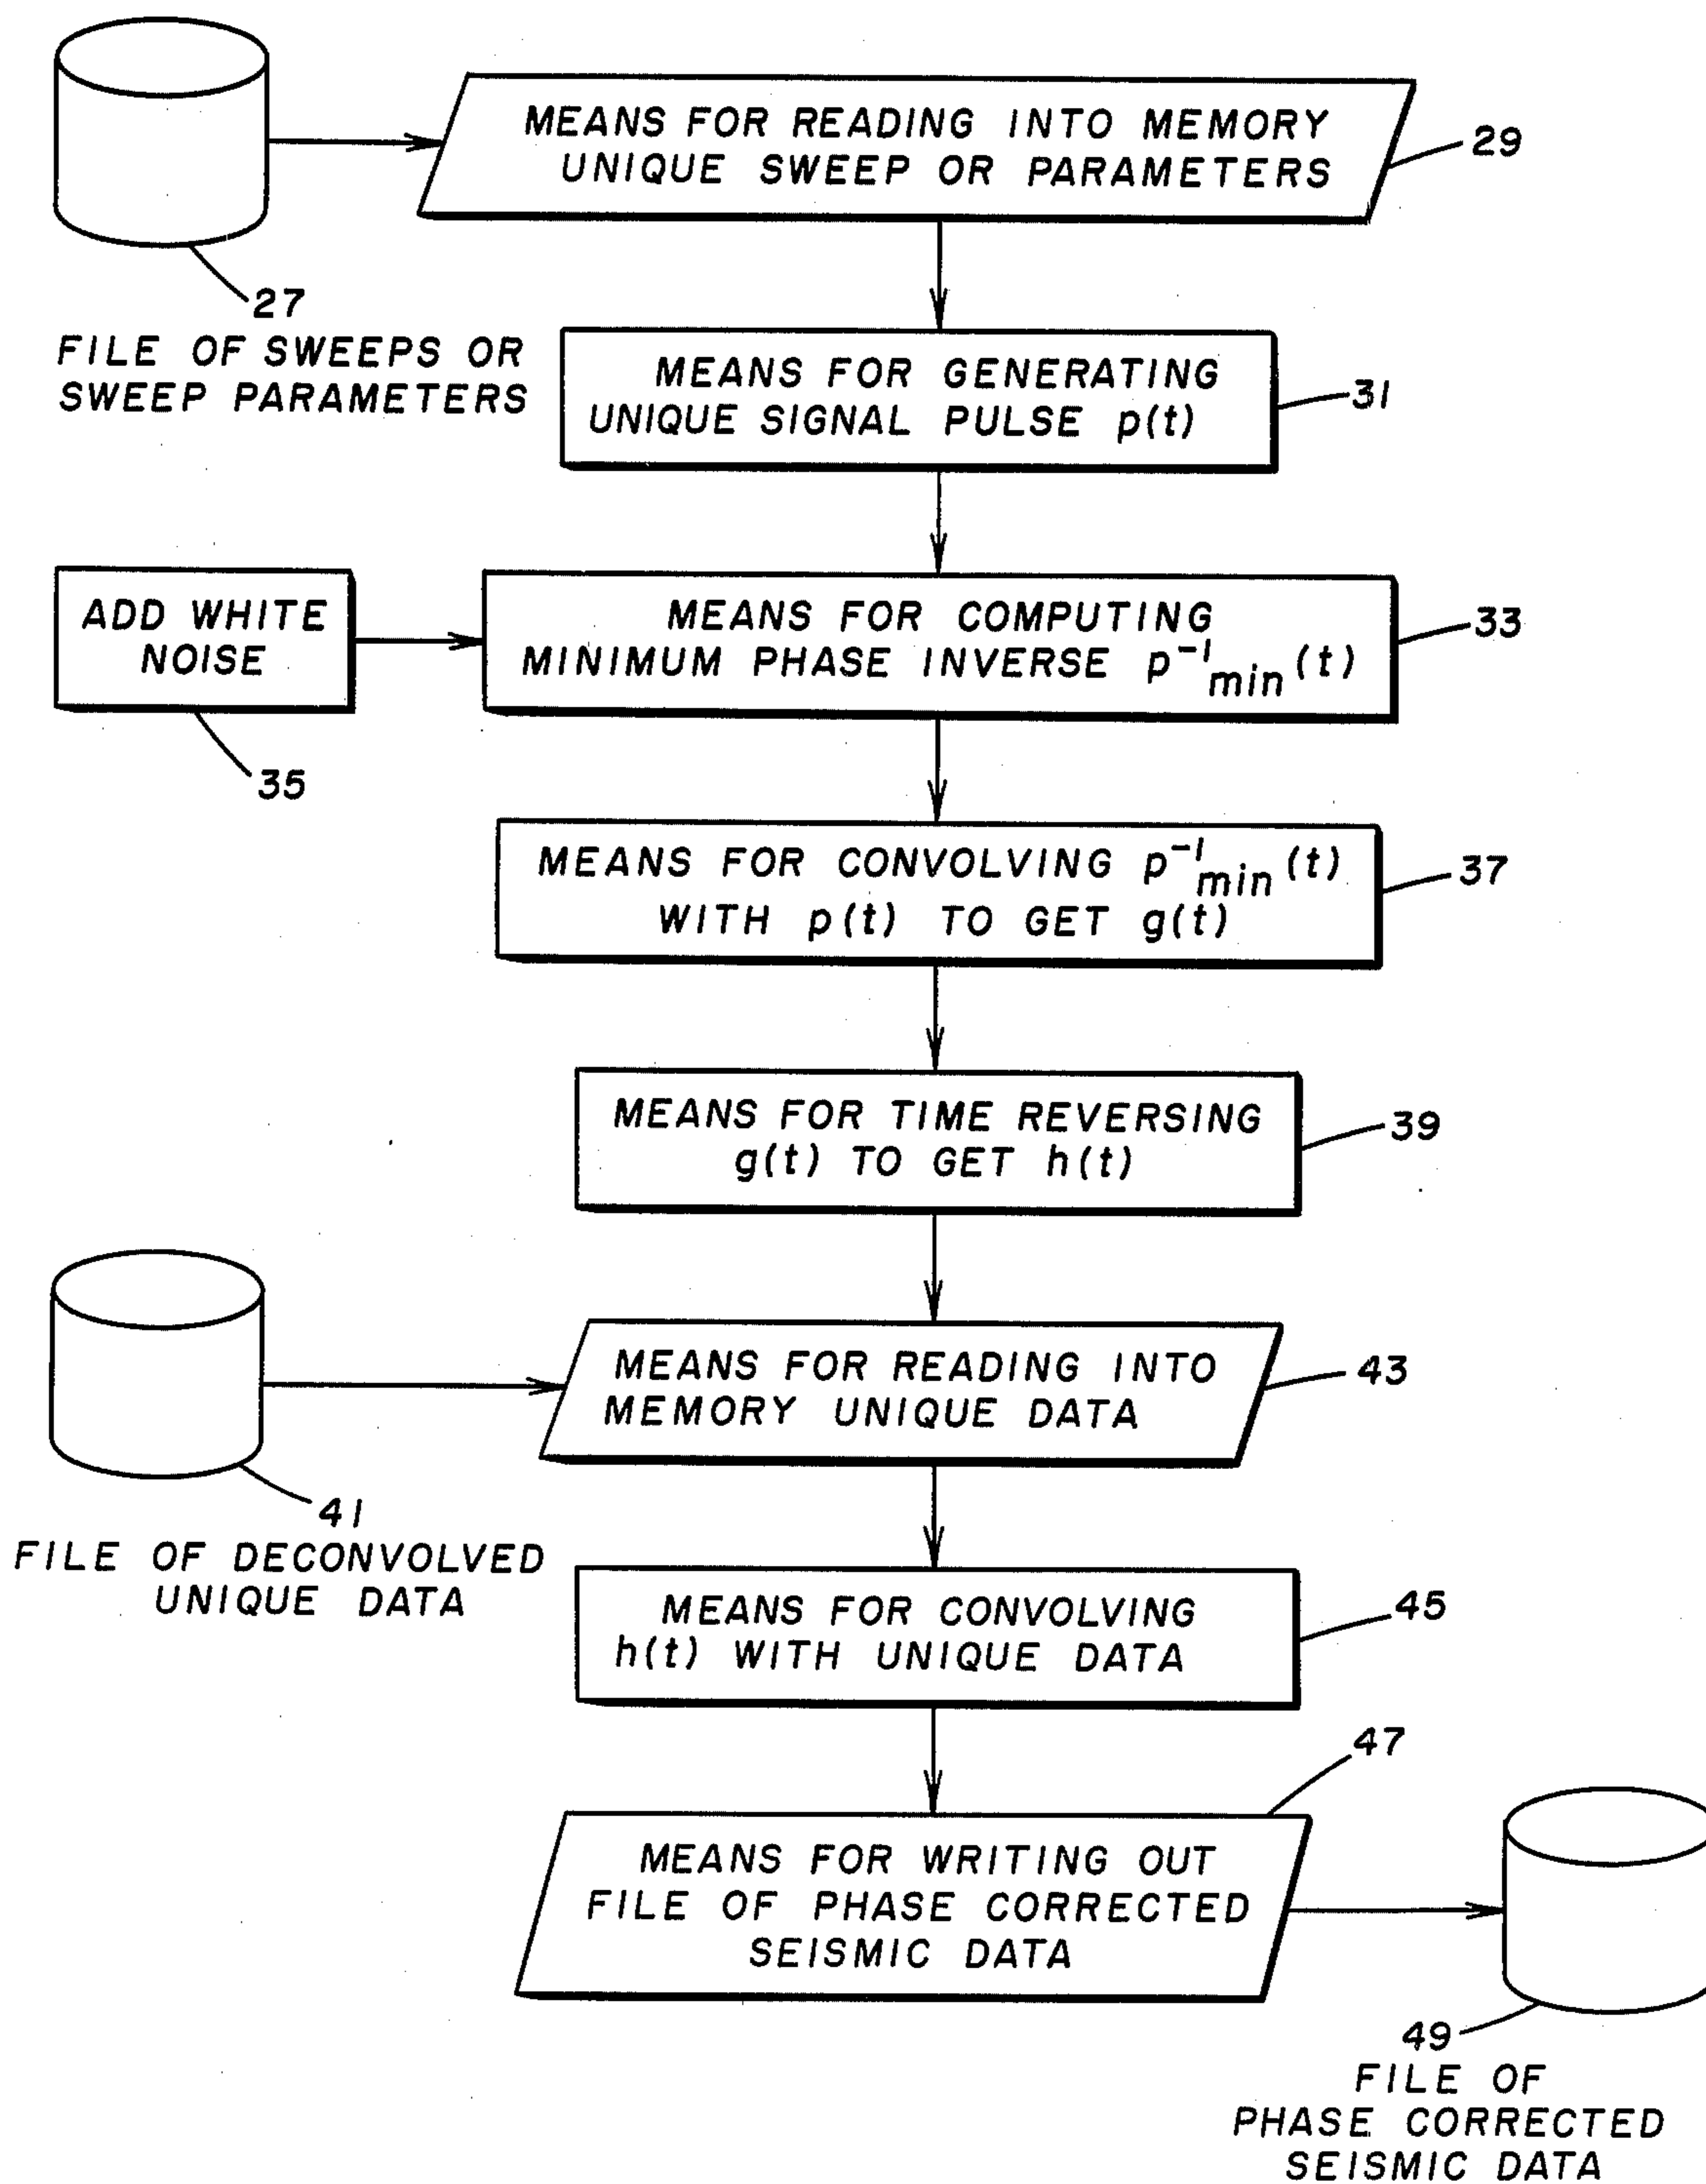 MEANS FOR READING INTO MEMORY
UNIQUE SWEEP OR PARAMETERS
29
27
FILE OF SWEEPS OR
SWEEP PARAMETERS
MEANS FOR GENERATING
UNIQUE SIGNAL PULSE p(t)
31
ADD WHITE
NOISE
35
MEANS FOR COMPUTING
MINIMUM PHASE INVERSE p⁻¹min(t)
33
MEANS FOR CONVOLVING p⁻¹min(t)
WITH p(t) TO GET g(t)
37
MEANS FOR TIME REVERSING
g(t) TO GET h(t)
39
MEANS FOR READING INTO
MEMORY UNIQUE DATA
43
41
FILE OF DECONVOLVED
UNIQUE DATA
MEANS FOR CONVOLVING
h(t) WITH UNIQUE DATA
45
47
MEANS FOR WRITING OUT
FILE OF PHASE CORRECTED
SEISMIC DATA
49
FILE OF
PHASE CORRECTED
SEISMIC DATA